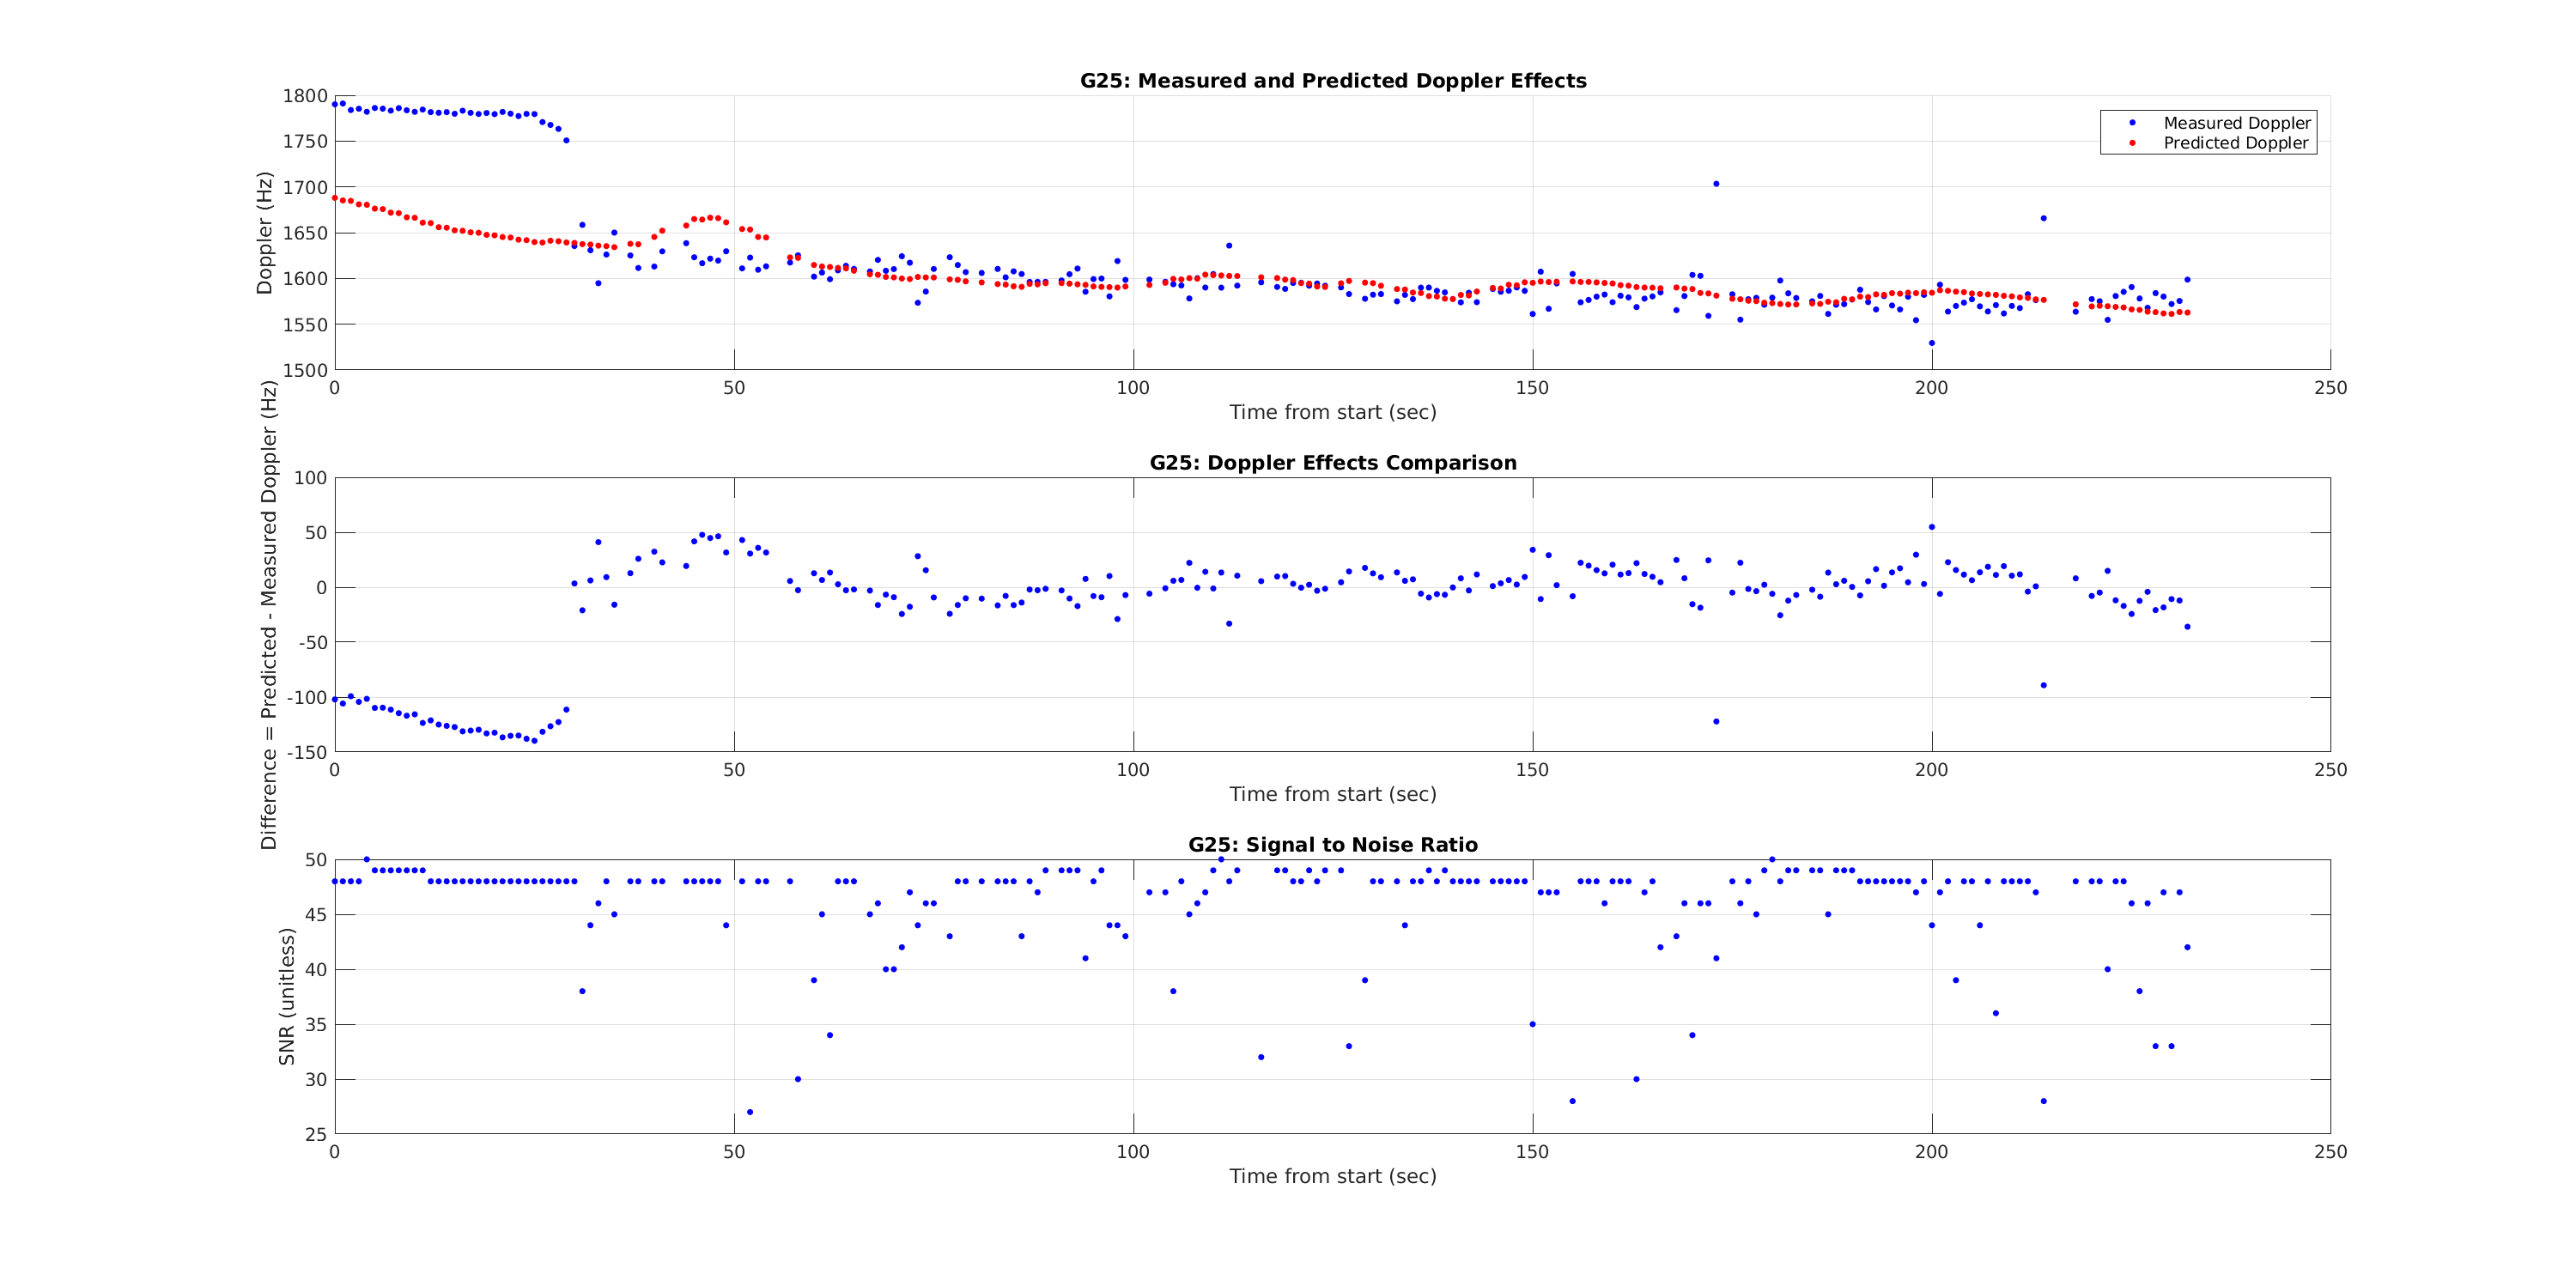 G25: Measured and Predicted Doppler Effects
1800
1750
1700
1650
1600
1550
1500
Doppler (Hz)
Measured Doppler
Predicted Doppler
0 50 100 150 200 250
Time from start (sec)
G25: Doppler Effects Comparison
100
50
0
-50
-100
-150
Difference = Predicted - Measured Doppler (Hz)
0 50 100 150 200 250
Time from start (sec)
G25: Signal to Noise Ratio
50
45
40
35
30
25
SNR (unitless)
0 50 100 150 200 250
Time from start (sec)